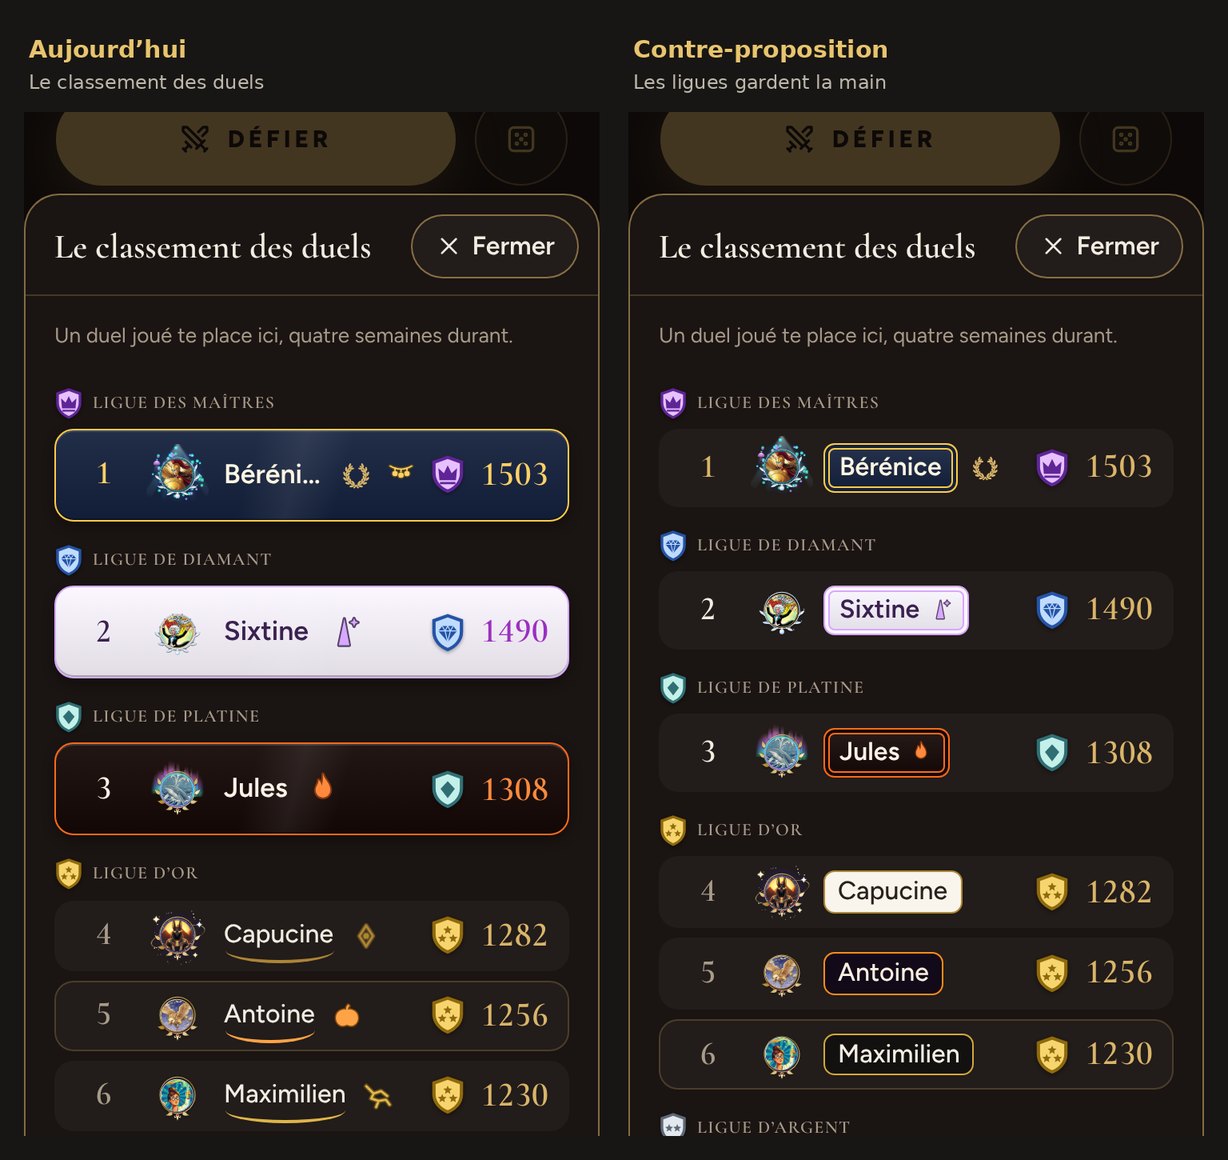 Aujourd’hui
Le classement des duels
DÉFIER
Le classement des duels
Fermer
Un duel joué te place ici, quatre semaines durant.
LIGUE DES MAÎTRES
1 Béréni... 1503
LIGUE DE DIAMANT
2 Sixtine 1490
LIGUE DE PLATINE
3 Jules 1308
LIGUE D’OR
4 Capucine 1282
5 Antoine 1256
6 Maximilien 1230
Contre-proposition
Les ligues gardent la main
DÉFIER
Le classement des duels
Fermer
Un duel joué te place ici, quatre semaines durant.
LIGUE DES MAÎTRES
1 Bérénice 1503
LIGUE DE DIAMANT
2 Sixtine 1490
LIGUE DE PLATINE
3 Jules 1308
LIGUE D’OR
4 Capucine 1282
5 Antoine 1256
6 Maximilien 1230
LIGUE D’ARGENT